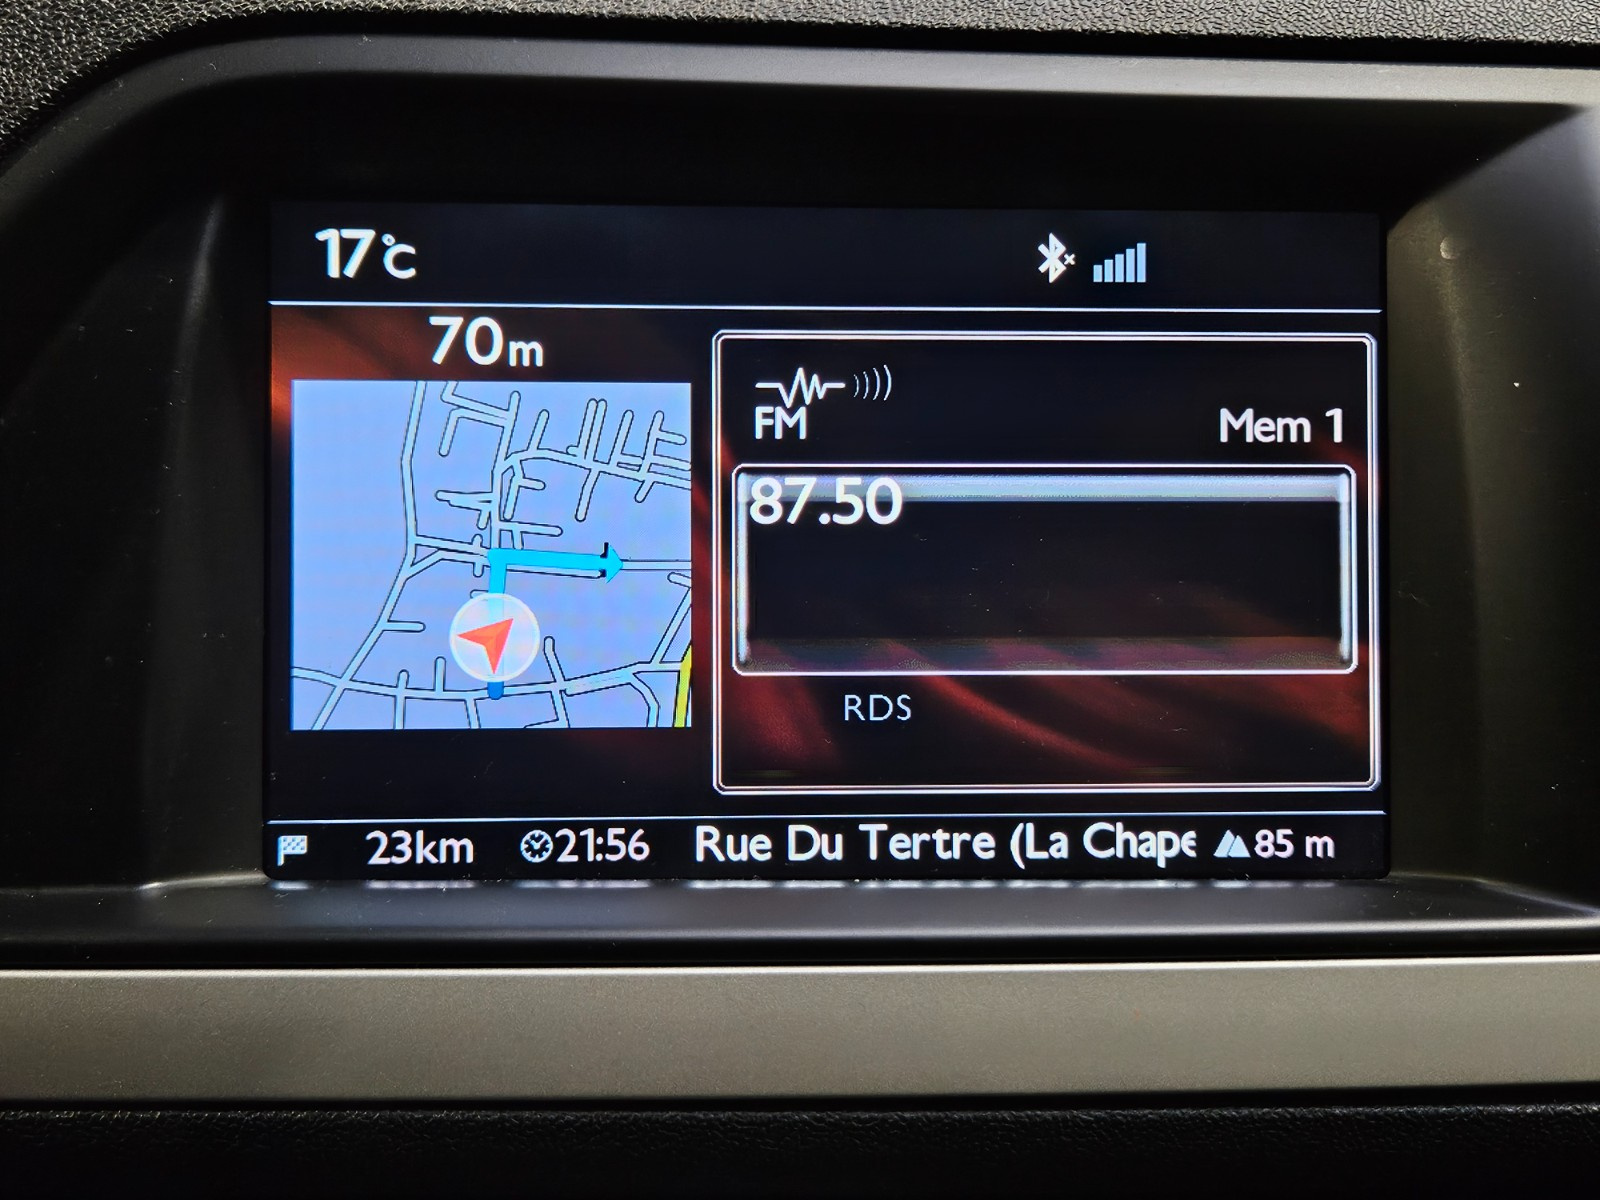 17°C
70m
FM
Mem 1
87.50
RDS
23km 21:56 Rue Du Tertre (La Chape 85 m